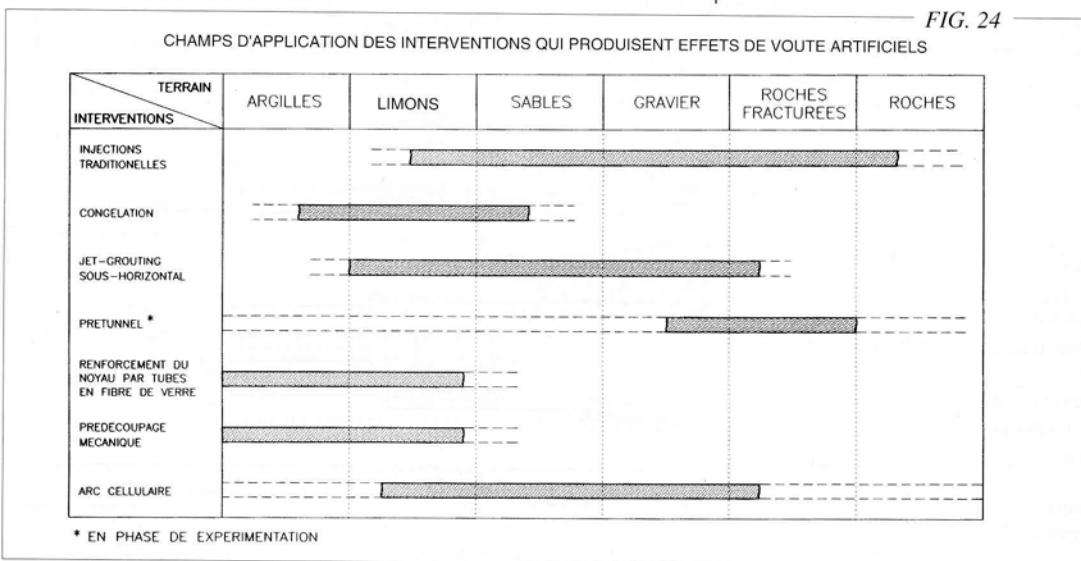 FIG. 24
CHAMPS D'APPLICATION DES INTERVENTIONS QUI PRODUISENT EFFETS DE VOUTE ARTIFICIELS
TERRAIN
INTERVENTIONS
ARGILLES
LIMONS
SABLES
GRAVIER
ROCHES
FRACTUREES
ROCHES
INJECTIONS
TRADITIONELLES
CONGELATION
JET-GROUTING
SOUS-HORIZONTAL
PRETUNNEL *
RENFORCEMENT DU
NOYAU PAR TUBES
EN FIBRE DE VERRE
PREDECOUPAGE
MECANIQUE
ARC CELLULAIRE
* EN PHASE DE EXPERIMENTATION